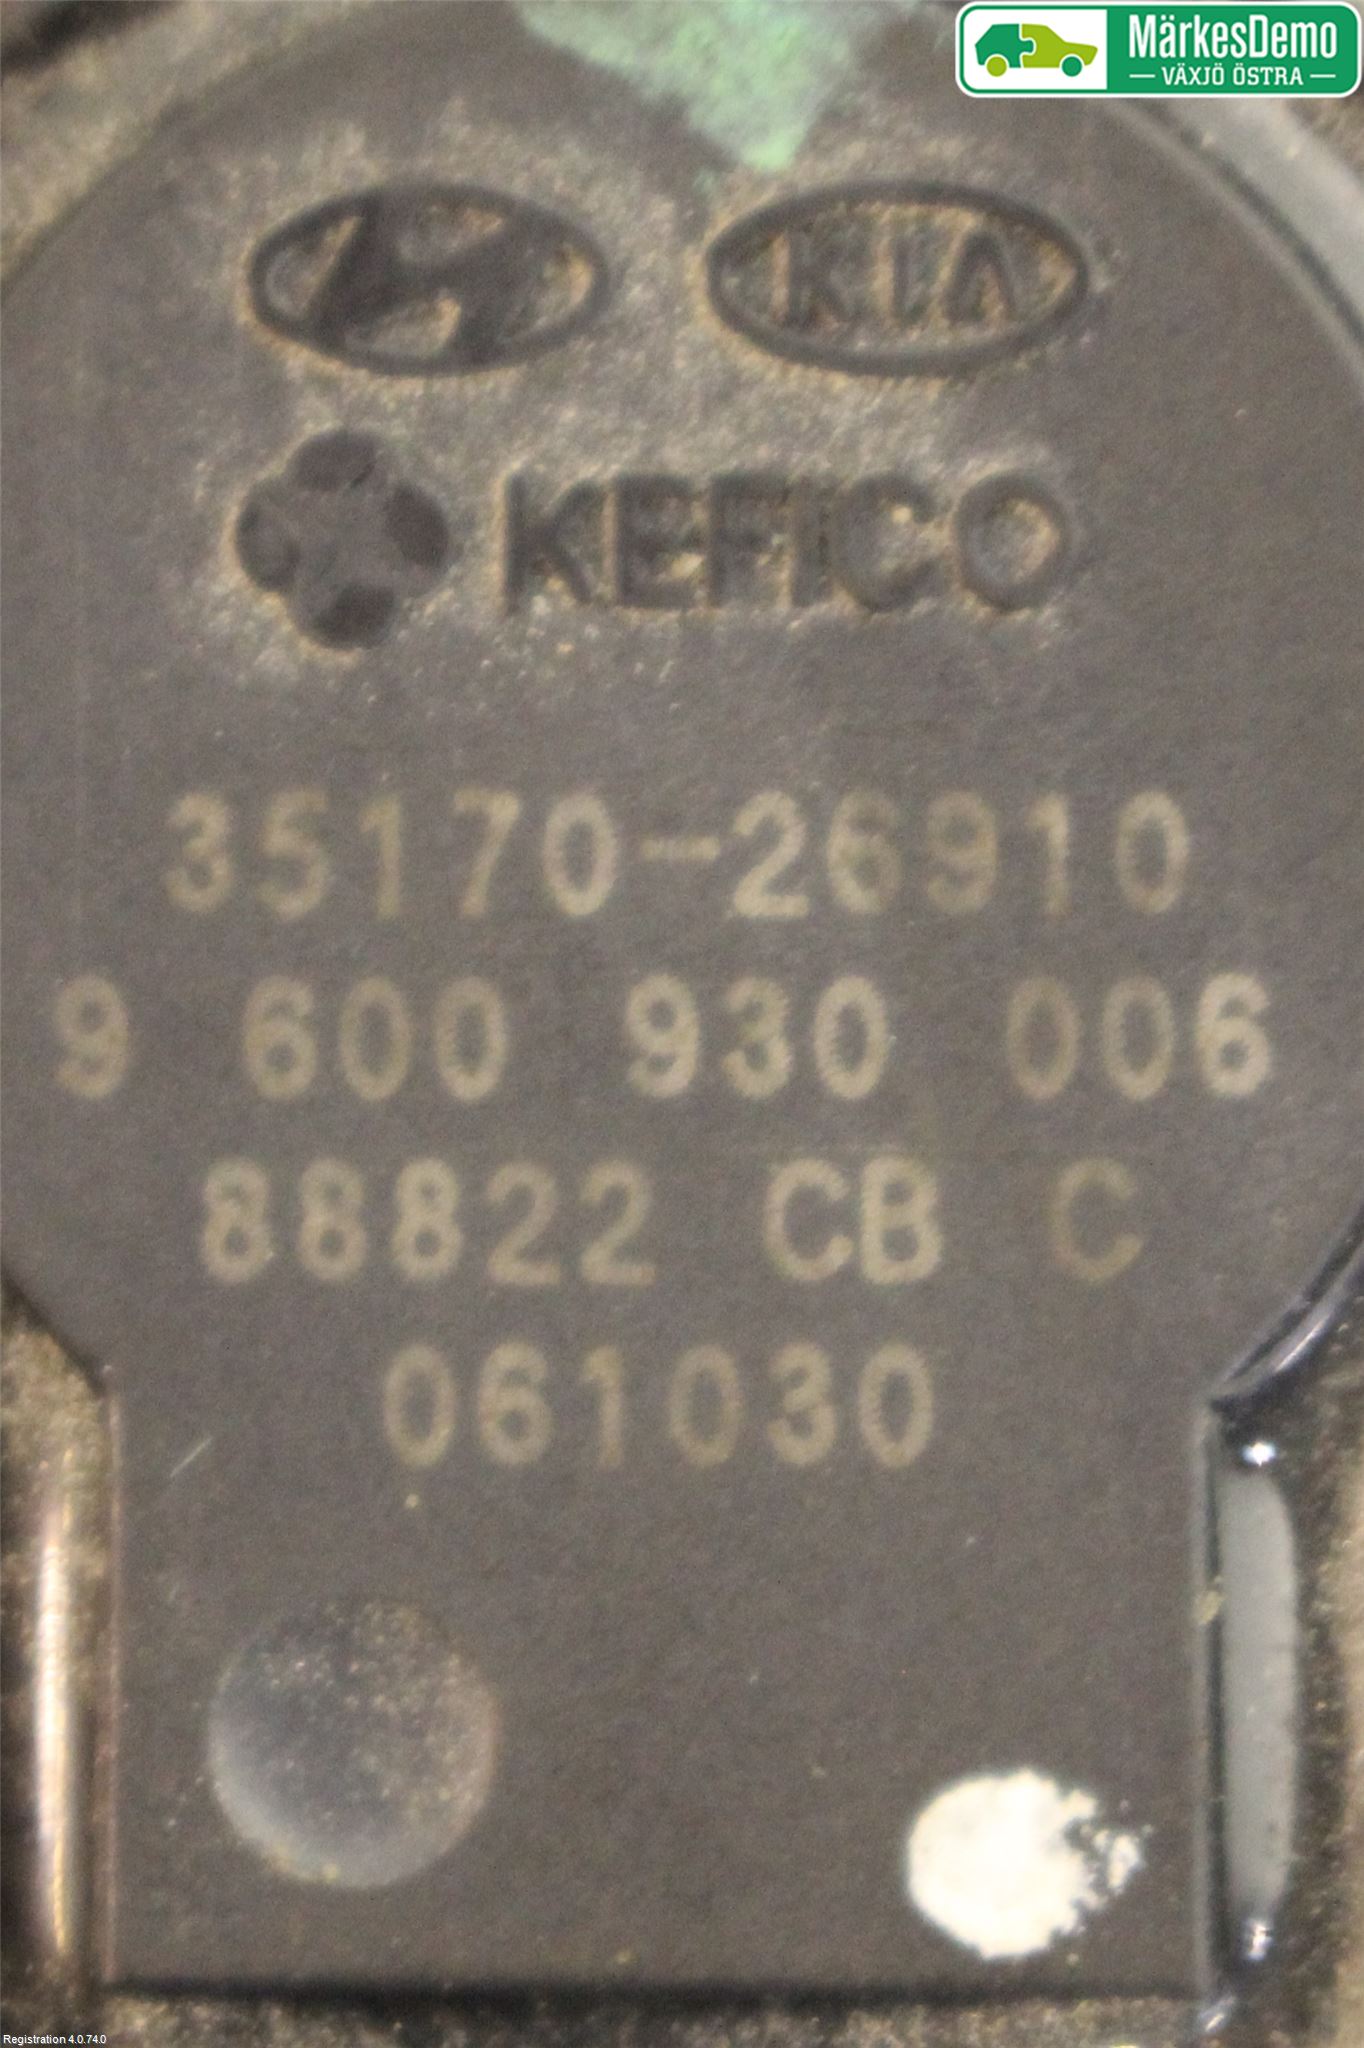 MärkesDemo
VÄXJÖ ÖSTRA
KIA
KEFICO
35170-26910
9 600 930 006
88822 CB C
061030
Registration 4.0.74.0